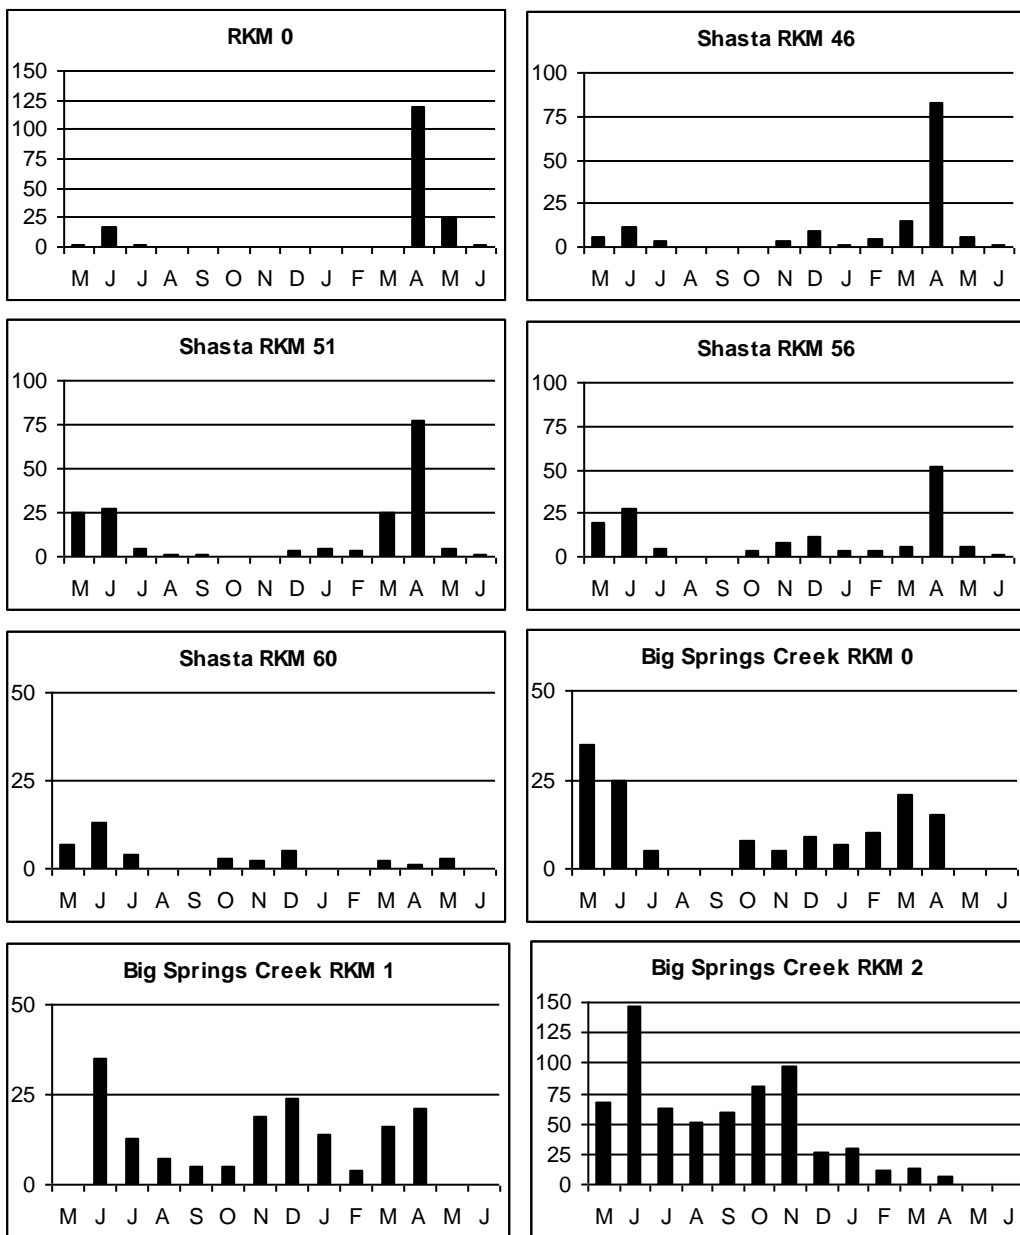 RKM 0
150
125
100
75
50
25
0
M J J A S O N D J F M A M J
Shasta RKM 46
100
75
50
25
0
M J J A S O N D J F M A M J
Shasta RKM 51
100
75
50
25
0
M J J A S O N D J F M A M J
Shasta RKM 56
100
75
50
25
0
M J J A S O N D J F M A M J
Shasta RKM 60
50
25
0
M J J A S O N D J F M A M J
Big Springs Creek RKM 0
50
25
0
M J J A S O N D J F M A M J
Big Springs Creek RKM 1
50
25
0
M J J A S O N D J F M A M J
Big Springs Creek RKM 2
150
125
100
75
50
25
0
M J J A S O N D J F M A M J